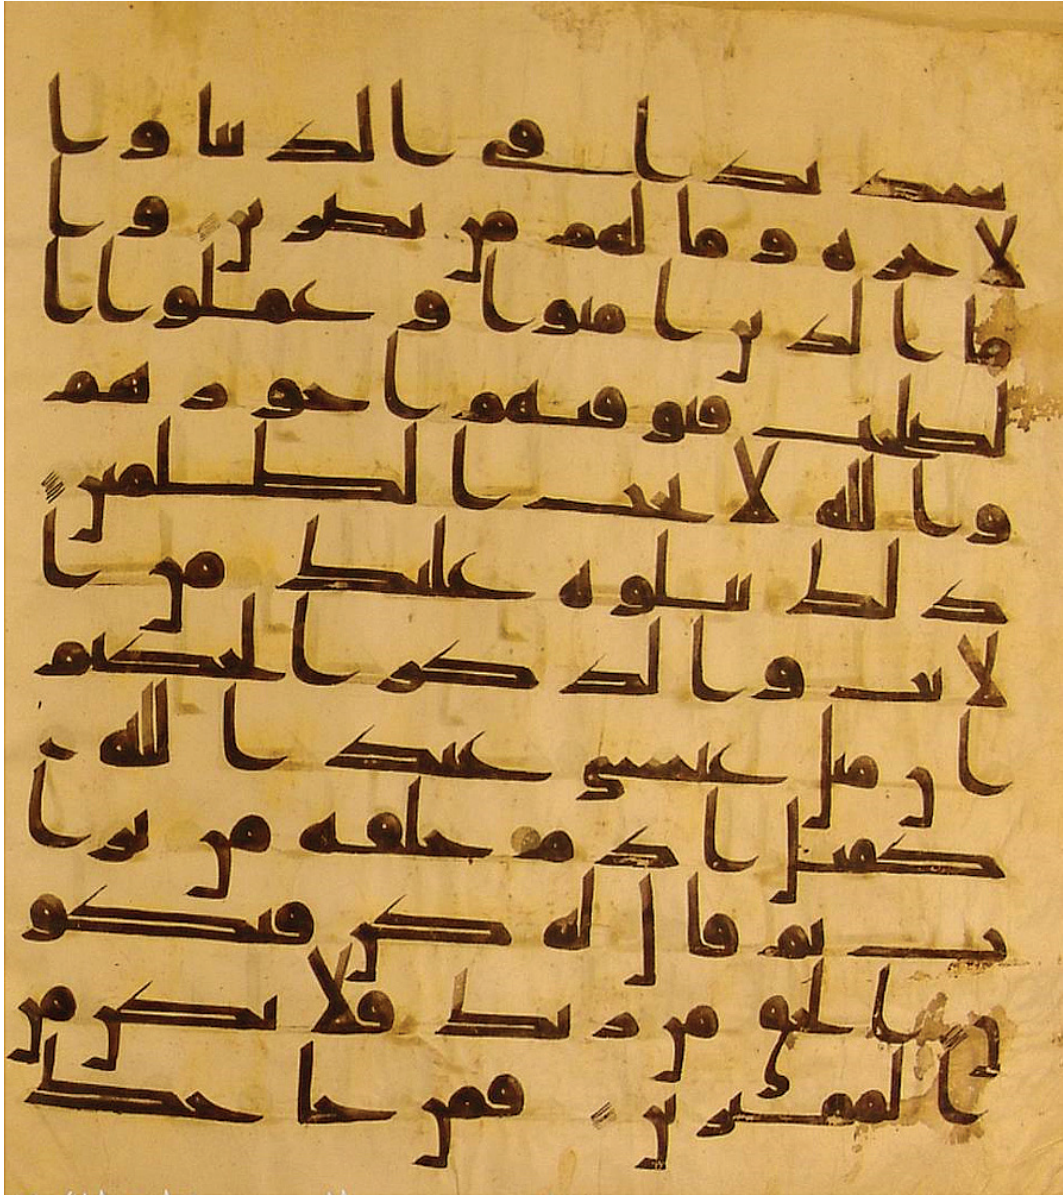 شديدا في الدنيا وا
لاخره وما لهم من نصرين وا
ما الذين امنوا وعملوا ا
لصلحت فيوفيهم اجورهم
والله لا يحب الظلمين
ذلك نتلوه عليك من ا
لايت والذكر الحكيم
ان مثل عيسى عند الله
كمثل ادم خلقه من ترا
ب ثم قال له كن فيكو
ن الحق من ربك فلا تكن من
الممترين فمن حاجك